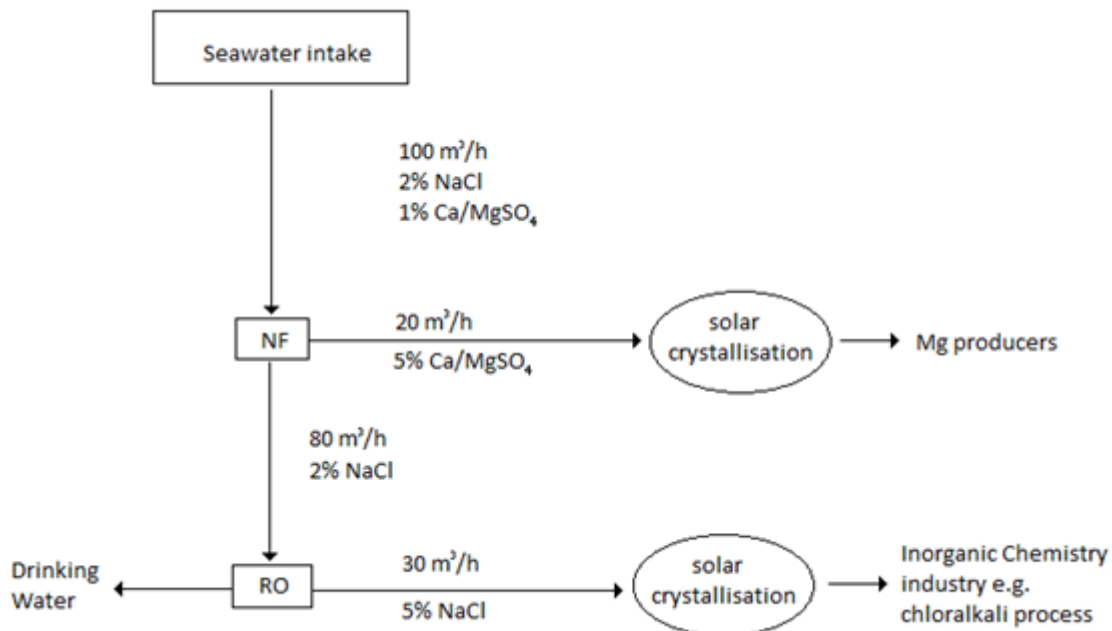 Seawater intake
100 m³/h
2% NaCl
1% Ca/MgSO₄
NF
20 m³/h
5% Ca/MgSO₄
solar
crystallisation
Mg producers
80 m³/h
2% NaCl
Drinking
Water
RO
30 m³/h
5% NaCl
solar
crystallisation
Inorganic Chemistry
industry e.g.
chloralkali process